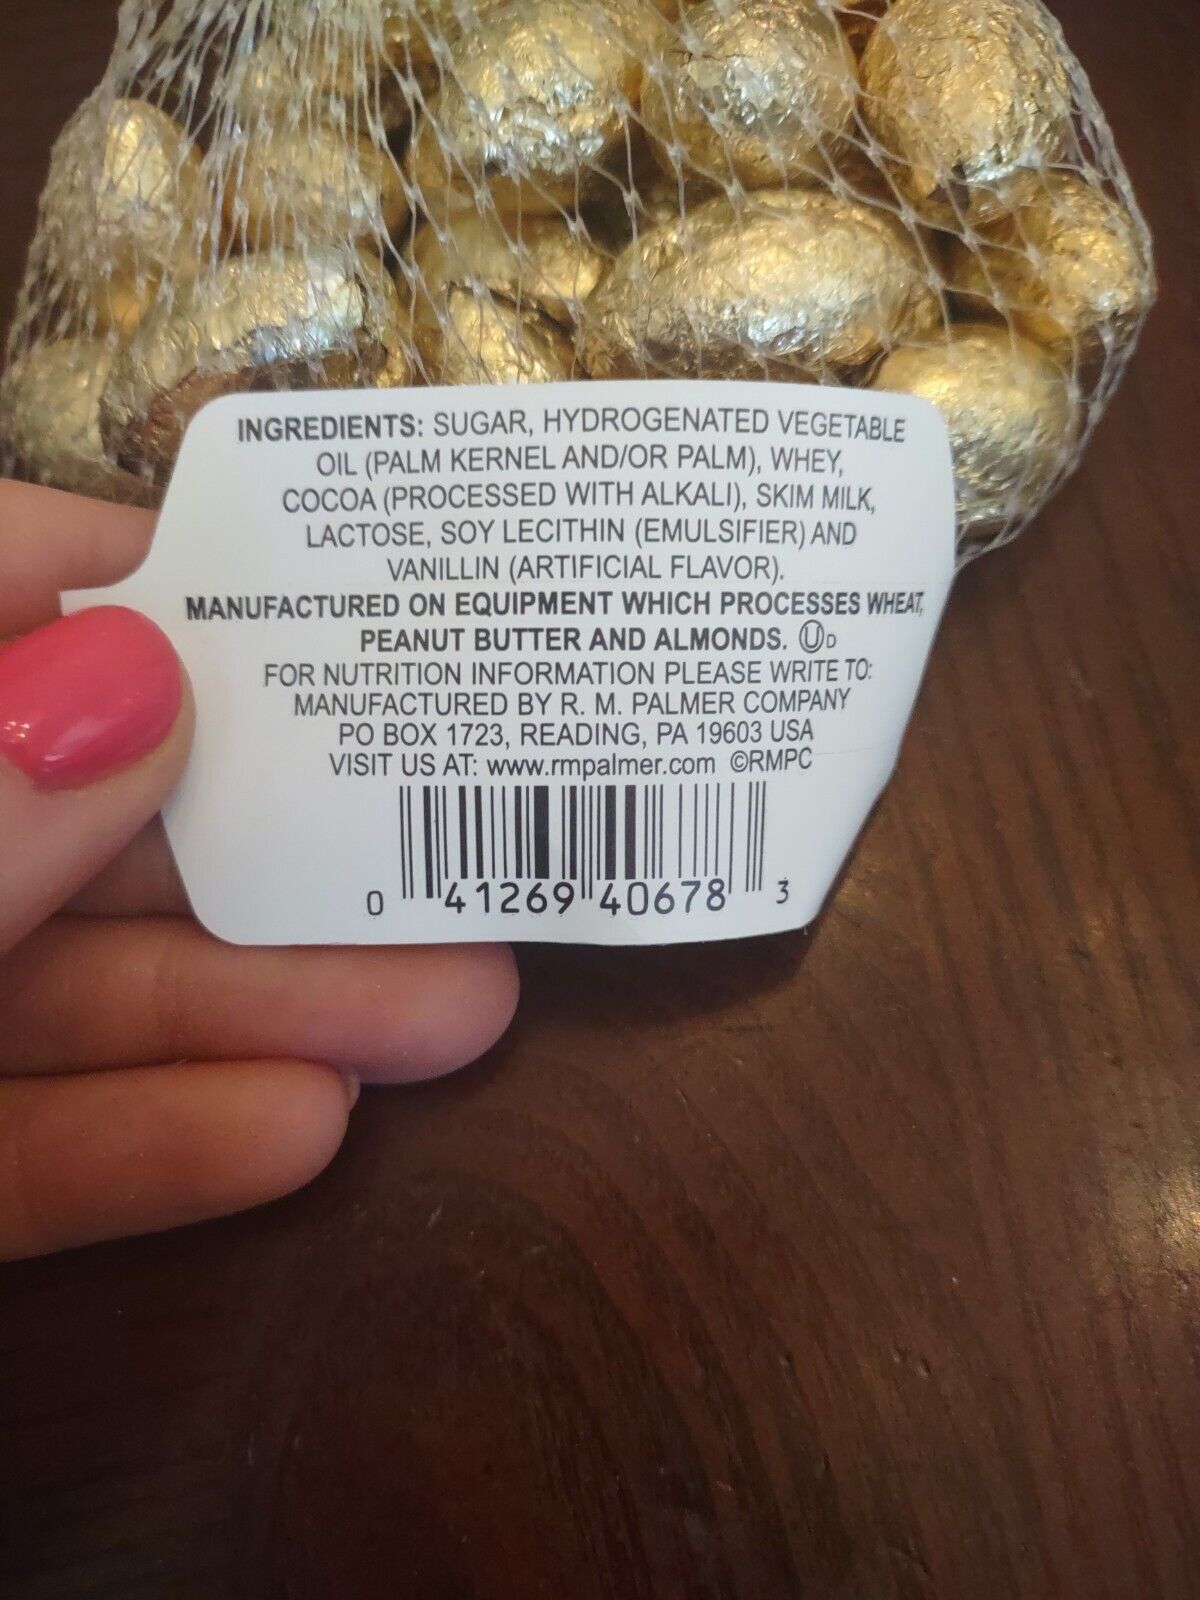 INGREDIENTS: SUGAR, HYDROGENATED VEGETABLE
OIL (PALM KERNEL AND/OR PALM), WHEY,
COCOA (PROCESSED WITH ALKALI), SKIM MILK,
LACTOSE, SOY LECITHIN (EMULSIFIER) AND
VANILLIN (ARTIFICIAL FLAVOR).
MANUFACTURED ON EQUIPMENT WHICH PROCESSES WHEAT,
PEANUT BUTTER AND ALMONDS. Ⓤ D
FOR NUTRITION INFORMATION PLEASE WRITE TO:
MANUFACTURED BY R. M. PALMER COMPANY
PO BOX 1723, READING, PA 19603 USA
VISIT US AT: www.rmpalmer.com ©RMPC
0 41269 40678 3